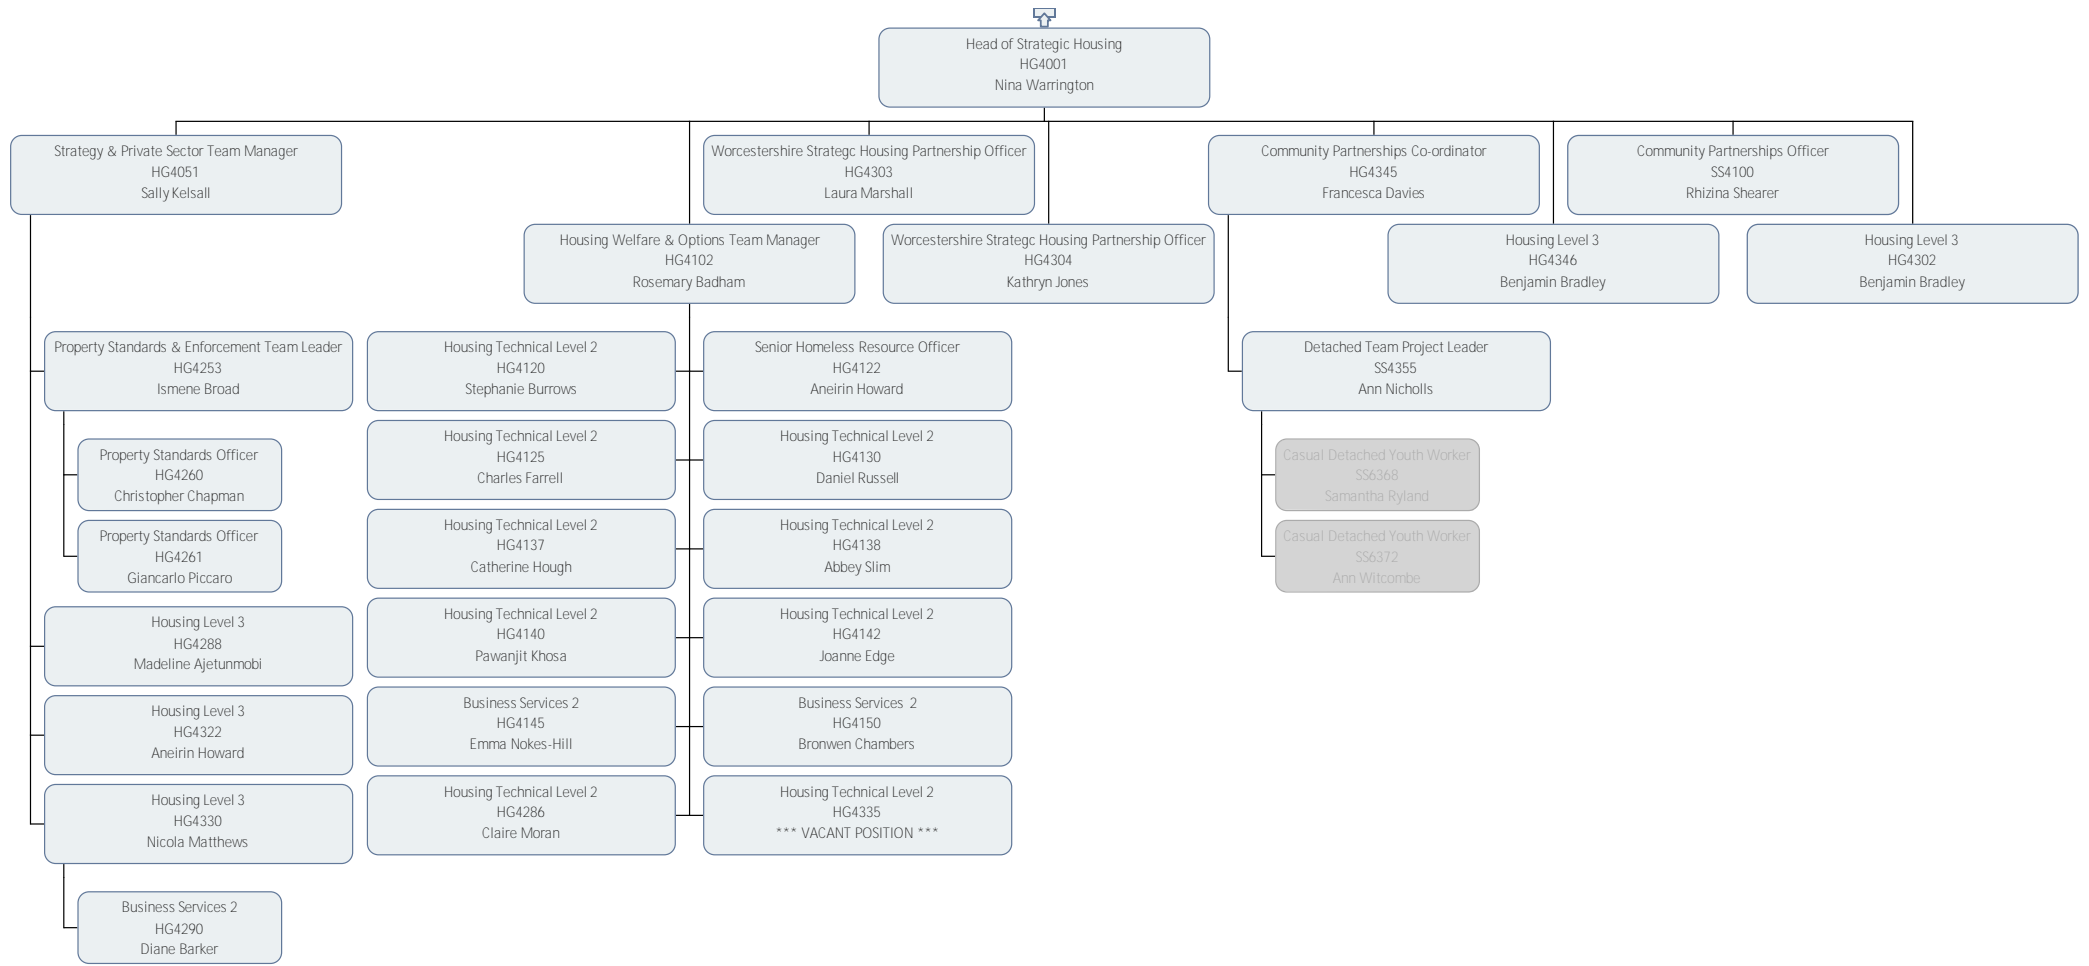 Head of Strategic Housing
HG4001
Nina Warrington
Strategy & Private Sector Team Manager
HG4051
Sally Kelsall
Worcestershire Strategc Housing Partnership Officer
HG4303
Laura Marshall
Community Partnerships Co-ordinator
HG4345
Francesca Davies
Community Partnerships Officer
SS4100
Rhizina Shearer
Housing Welfare & Options Team Manager
HG4102
Rosemary Badham
Worcestershire Strategc Housing Partnership Officer
HG4304
Kathryn Jones
Housing Level 3
HG4346
Benjamin Bradley
Housing Level 3
HG4302
Benjamin Bradley
Property Standards & Enforcement Team Leader
HG4253
Ismene Broad
Property Standards Officer
HG4260
Christopher Chapman
Property Standards Officer
HG4261
Giancarlo Piccaro
Housing Level 3
HG4288
Madeline Ajetunmobi
Housing Level 3
HG4322
Aneirin Howard
Housing Level 3
HG4330
Nicola Matthews
Business Services 2
HG4290
Diane Barker
Housing Technical Level 2
HG4120
Stephanie Burrows
Senior Homeless Resource Officer
HG4122
Aneirin Howard
Housing Technical Level 2
HG4125
Charles Farrell
Housing Technical Level 2
HG4130
Daniel Russell
Housing Technical Level 2
HG4137
Catherine Hough
Housing Technical Level 2
HG4138
Abbey Slim
Housing Technical Level 2
HG4140
Pawanjit Khosa
Housing Technical Level 2
HG4142
Joanne Edge
Business Services 2
HG4145
Emma Nokes-Hill
Business Services  2
HG4150
Bronwen Chambers
Housing Technical Level 2
HG4286
Claire Moran
Housing Technical Level 2
HG4335
*** VACANT POSITION ***
Detached Team Project Leader
SS4355
Ann Nicholls
Casual Detached Youth Worker
SS6368
Samantha Ryland
Casual Detached Youth Worker
SS6372
Ann Witcombe